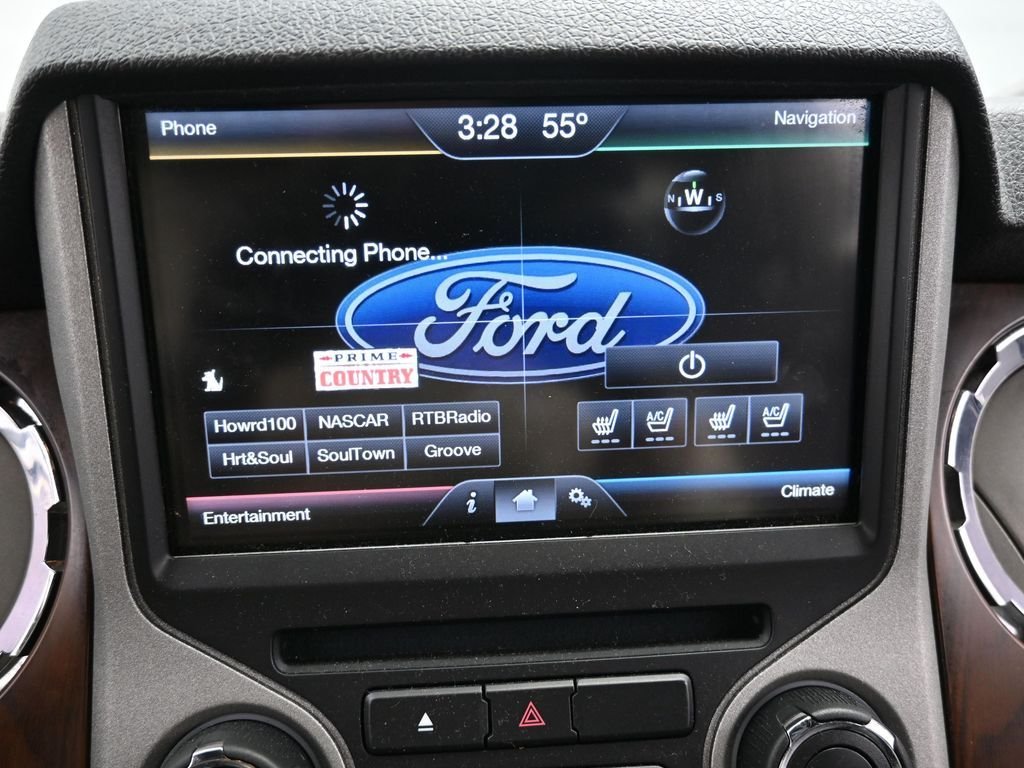 Phone
3:28 55°
Navigation
N W S
Connecting Phone...
Ford
PRIME
COUNTRY
Howrd100 NASCAR RTBRadio
Hrt&Soul SoulTown Groove
A/C A/C
i
Entertainment
Climate